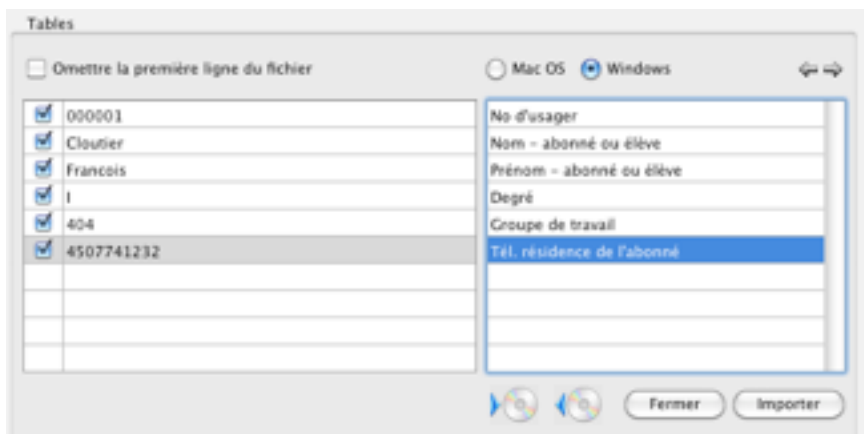 Tables
Omettre la première ligne du fichier Mac OS Windows
000001 No d'usager
Cloutier Nom - abonné ou élève
Francois Prénom - abonné ou élève
I Degré
404 Groupe de travail
4507741232 Tél. résidence de l'abonné
Fermer Importer